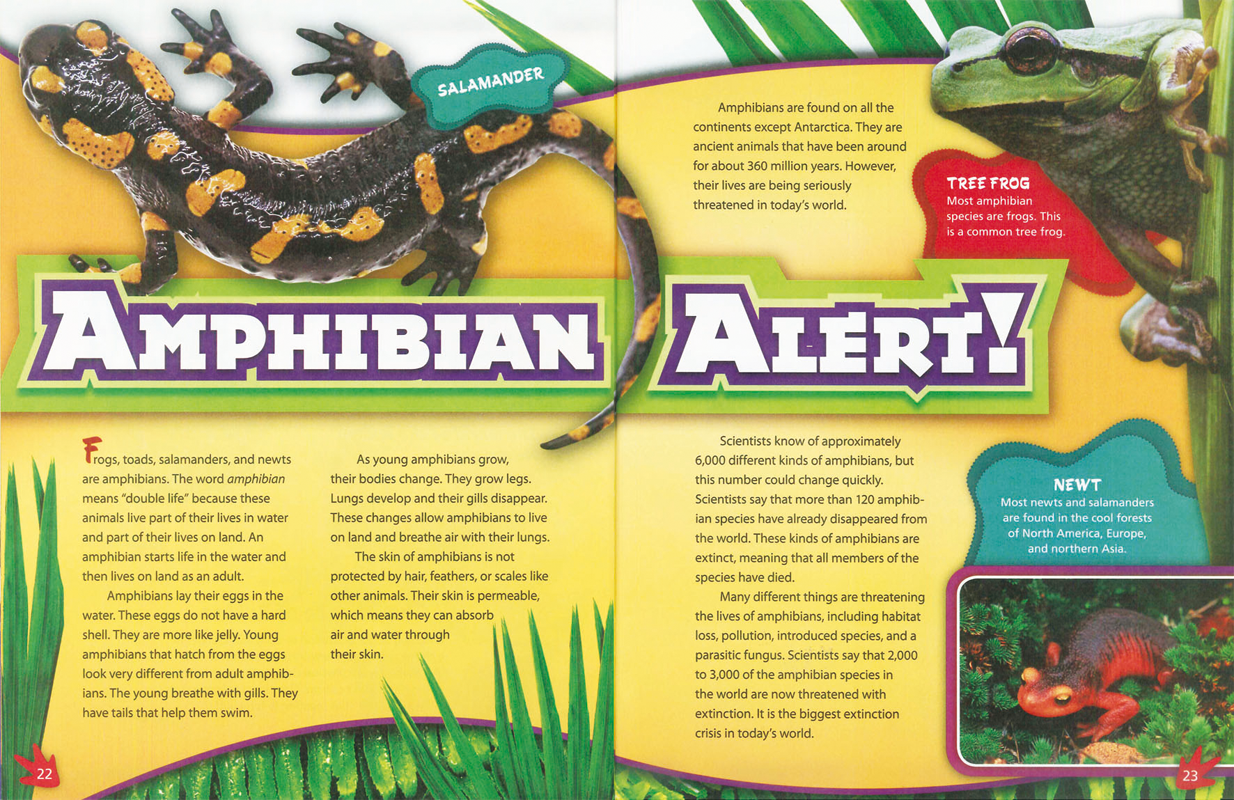 SALAMANDER
AMPHIBIAN ALERT!
Frogs, toads, salamanders, and newts
are amphibians. The word amphibian
means “double life” because these
animals live part of their lives in water
and part of their lives on land. An
amphibian starts life in the water and
then lives on land as an adult.
Amphibians lay their eggs in the
water. These eggs do not have a hard
shell. They are more like jelly. Young
amphibians that hatch from the eggs
look very different from adult amphib-
ians. The young breathe with gills. They
have tails that help them swim.
As young amphibians grow,
their bodies change. They grow legs.
Lungs develop and their gills disappear.
These changes allow amphibians to live
on land and breathe air with their lungs.
The skin of amphibians is not
protected by hair, feathers, or scales like
other animals. Their skin is permeable,
which means they can absorb
air and water through
their skin.
22
Amphibians are found on all the
continents except Antarctica. They are
ancient animals that have been around
for about 360 million years. However,
their lives are being seriously
threatened in today’s world.
TREE FROG
Most amphibian
species are frogs. This
is a common tree frog.
Scientists know of approximately
6,000 different kinds of amphibians, but
this number could change quickly.
Scientists say that more than 120 amphib-
ian species have already disappeared from
the world. These kinds of amphibians are
extinct, meaning that all members of the
species have died.
Many different things are threatening
the lives of amphibians, including habitat
loss, pollution, introduced species, and a
parasitic fungus. Scientists say that 2,000
to 3,000 of the amphibian species in
the world are now threatened with
extinction. It is the biggest extinction
crisis in today’s world.
NEWT
Most newts and salamanders
are found in the cool forests
of North America, Europe,
and northern Asia.
23